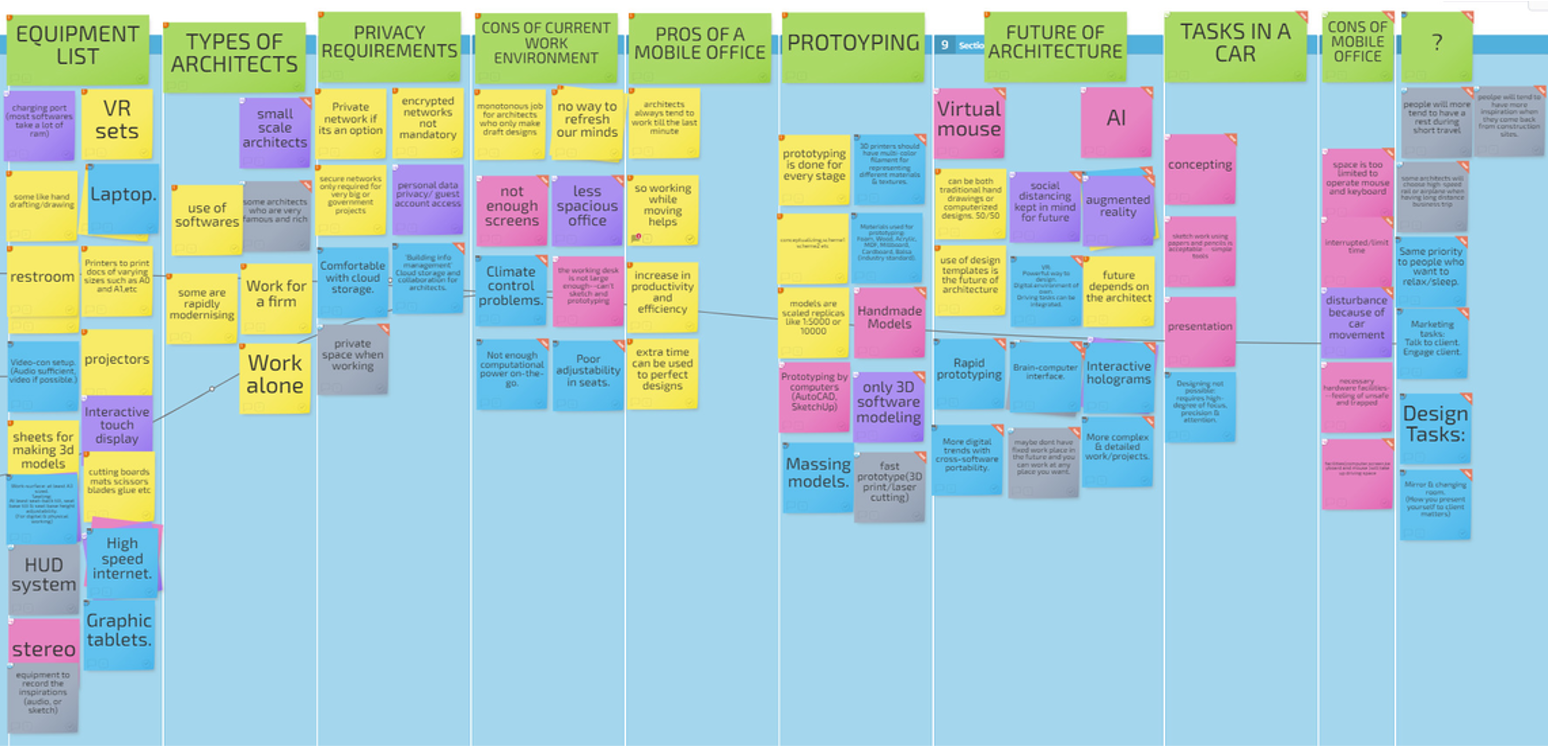 EQUIPMENT
LIST
charging port
(most softwares
take a lot of
ram)
VR
sets
some like hand
drafting/drawing
Laptop.
restroom
Printers to print
docs of varying
sizes such as A0
and A1,etc
Video-con setup.
(Audio sufficient,
video if possible.)
projectors
Interactive
touch
display
sheets for
making 3d
models
cutting boards
mats scissors
blades glue etc
High
speed
internet.
HUD
system
Graphic
tablets.
stereo
equipment to
record the
inspirations
(audio, or
sketch)
TYPES OF
ARCHITECTS
small
scale
architects
use of
softwares
some architects
who are very
famous and rich
some are
rapidly
modernising
Work for
a firm
Work
alone
PRIVACY
REQUIREMENTS
Private
network if
its an option
encrypted
networks
not
mandatory
secure networks
only required for
very big or
government
projects
personal data
privacy/ guest
account access
Comfortable
with cloud
storage.
'Building info
management'
Cloud storage and
collaboration for
architects.
private
space when
working
CONS OF CURRENT
WORK
ENVIRONMENT
monotonous job
for architects
who only make
draft designs
no way to
refresh
our minds
not
enough
screens
less
spacious
office
Climate
control
problems.
the working desk
is not large
enough--can't
sketch and
prototyping
Not enough
computational
power on-the-
go.
Poor
adjustability
in seats.
PROS OF A
MOBILE OFFICE
architects
always tend to
work till the last
minute
so working
while
moving
helps
increase in
productivity
and
efficiency
extra time
can be used
to perfect
designs
PROTOYPING
prototyping
is done for
every stage
3D printers should
have multi-color
filament for
representing
different materials
& textures.
Materials used for
prototyping:
Foam, Wood, Acrylic,
MDF, Millboard,
Cardboard, Balsa
(Industry standard).
models are
scaled replicas
like 1:5000 or
10000
Handmade
Models
Prototyping by
computers
(AutoCAD,
SketchUp)
only 3D
software
modeling
Massing
models.
fast
prototype(3D
print/laser
cutting)
9 Sectio
FUTURE OF
ARCHITECTURE
Virtual
mouse
AI
can be both
traditional hand
drawings or
computerized
designs. 50/50
social
distancing
kept in mind
for future
augmented
reality
use of design
templates is
the future of
architecture
VR:
Powerful way to
design.
Digital environment of
own.
Driving tasks can be
integrated.
future
depends on
the architect
Rapid
prototyping
Brain-computer
interface.
Interactive
holograms
More digital
trends with
cross-software
portability.
maybe dont have
fixed work place in
the future and you
can work at any
place you want.
More complex
& detailed
work/projects.
TASKS IN A
CAR
concepting
sketch work using
papers and pencils is
acceptable
tools
presentation
Designing not
possible:
requires high-
degree of focus,
precision &
attention.
CONS OF
MOBILE
OFFICE
space is too
limited to
operate mouse
and keyboard
interrupted/limit
time
disturbance
because of
car
movement
necessary
hardware facilities-
--feeling of unsafe
and trapped
?
people will more
tend to have a
rest during
short travel
peolpe will tend to
have more
inspiration when
they come back
from construction
sites.
some architects will
choose high speed
rail or airplane when
having long distance
business trip
Same priority
to people who
want to
relax/sleep.
Marketing
tasks:
Talk to client.
Engage client.
Design
Tasks:
Mirror & changing
room.
(How you present
yourself to client
matters)